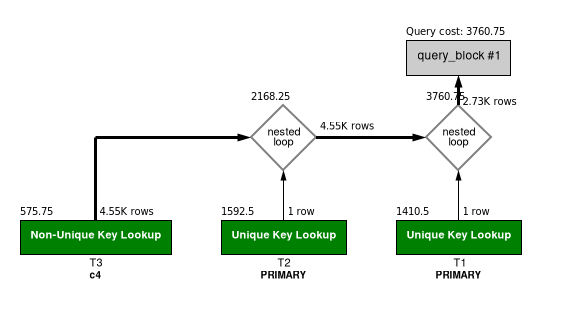 Query cost: 3760.75
query_block #1
2168.25
3760.75
2.73K rows
nested
loop
4.55K rows
nested
loop
575.75
4.55K rows
1592.5
1 row
1410.5
1 row
Non-Unique Key Lookup
Unique Key Lookup
Unique Key Lookup
T3
T2
T1
c4
PRIMARY
PRIMARY